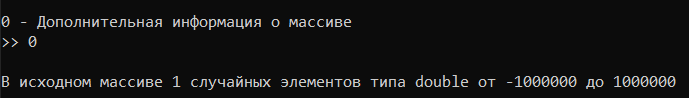 0 - Дополнительная информация о массиве
>> 0
В исходном массиве 1 случайных элементов типа double от -1000000 до 1000000